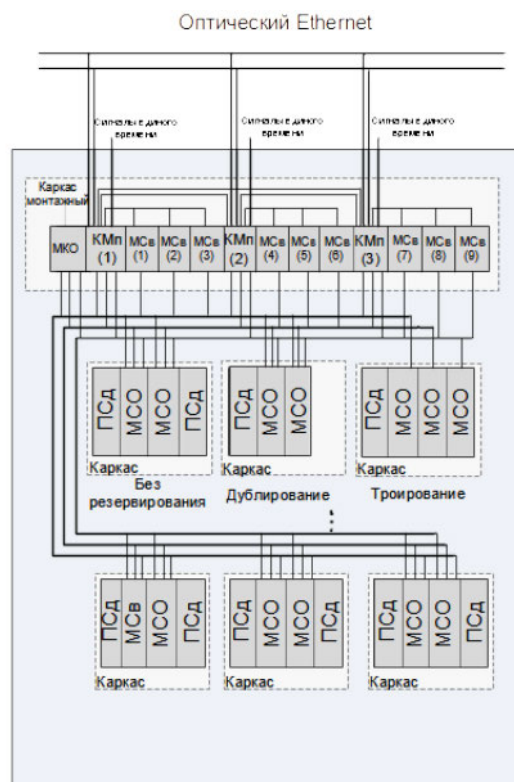 Оптический Ethernet
Сигналы единого
времени
Сигналы единого
времени
Сигналы единого
времени
Каркас
монтажный
МКО
КМп
(1)
МСв
(1)
МСв
(2)
МСв
(3)
КМп
(2)
МСв
(4)
МСв
(5)
МСв
(6)
КМп
(3)
МСв
(7)
МСв
(8)
МСв
(9)
ПСд
МСО
МСО
ПСд
Каркас
Без
резервирования
ПСд
МСО
МСО
Каркас
Дублирование
ПСд
МСО
МСО
МСО
Каркас
Троирование
ПСд
МСв
МСО
ПСд
Каркас
ПСд
МСО
МСО
ПСд
Каркас
ПСд
МСО
МСО
ПСд
Каркас